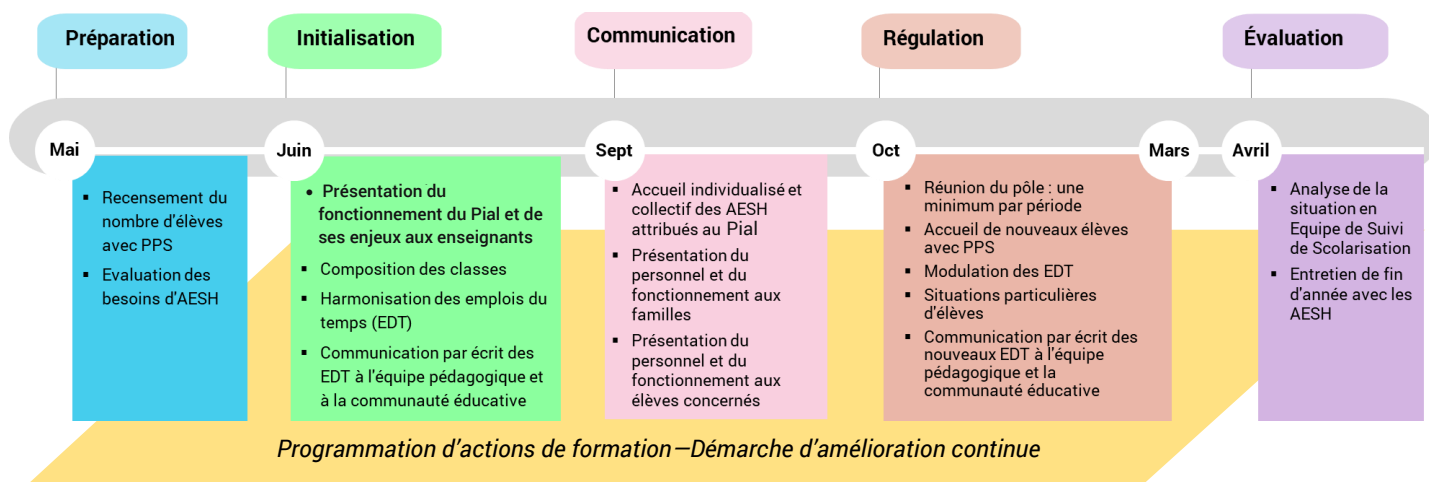 Préparation
Initialisation
Communication
Régulation
Évaluation
Mai
Juin
Sept
Oct
Mars
Avril
▪ Recensement du
nombre d'élèves
avec PPS
▪ Evaluation des
besoins d'AESH
• Présentation du
fonctionnement du Pial et de
ses enjeux aux enseignants
▪ Composition des classes
▪ Harmonisation des emplois du
temps (EDT)
▪ Communication par écrit des
EDT à l'équipe pédagogique et
à la communauté éducative
▪ Accueil individualisé et
collectif des AESH
attribués au Pial
▪ Présentation du
personnel et du
fonctionnement aux
familles
▪ Présentation du
personnel et du
fonctionnement aux
élèves concernés
▪ Réunion du pôle : une
minimum par période
▪ Accueil de nouveaux élèves
avec PPS
▪ Modulation des EDT
▪ Situations particulières
d'élèves
▪ Communication par écrit des
nouveaux EDT à l'équipe
pédagogique et la
communauté éducative
▪ Analyse de la
situation en
Equipe de Suivi
de Scolarisation
▪ Entretien de fin
d'année avec les
AESH
Programmation d'actions de formation—Démarche d'amélioration continue